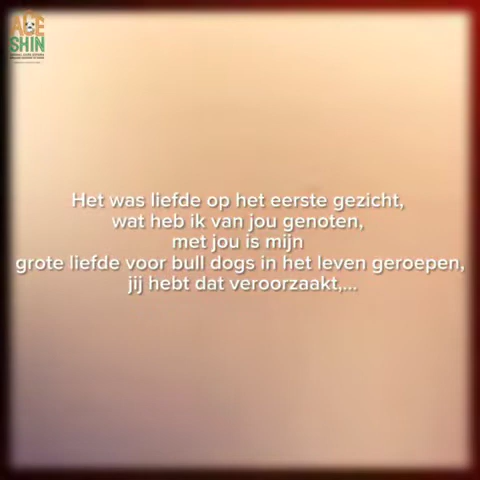 ACE
SHIN
Het was liefde op het eerste gezicht,
wat heb ik van jou genoten,
met jou is mijn
grote liefde voor bull dogs in het leven geroepen,
jij hebt dat veroorzaakt,...